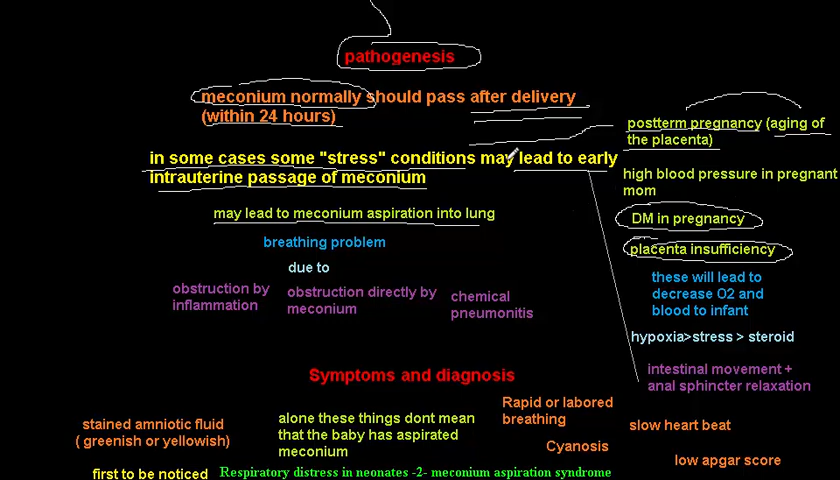 pathogenesis
meconium normally should pass after delivery
(within 24 hours)
in some cases some "stress" conditions may lead to early
intrauterine passage of meconium
may lead to meconium aspiration into lung
breathing problem
due to
obstruction by
inflammation
obstruction directly by
meconium
chemical
pneumonitis
postterm pregnancy (aging of
the placenta)
high blood pressure in pregnant
mom
DM in pregnancy
placenta insufficiency
these will lead to
decrease O2 and
blood to infant
hypoxia>stress > steroid
intestinal movement +
anal sphincter relaxation
Symptoms and diagnosis
stained amniotic fluid
( greenish or yellowish)
first to be noticed
alone these things dont mean
that the baby has aspirated
meconium
Rapid or labored
breathing
Cyanosis
slow heart beat
low apgar score
Respiratory distress in neonates -2- meconium aspiration syndrome